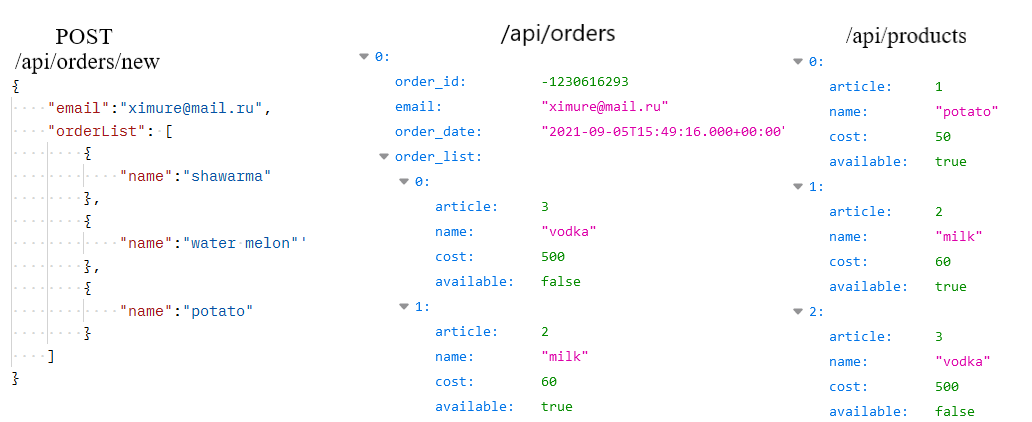 POST
/api/orders/new
{
"email":"ximure@mail.ru",
"orderList": [
{
"name":"shawarma"
},
{
"name":"water melon"'
},
{
"name":"potato"
}
]
}
/api/orders
0:
order_id: -1230616293
email: "ximure@mail.ru"
order_date: "2021-09-05T15:49:16.000+00:00'
order_list:
0:
article: 3
name: "vodka"
cost: 500
available: false
1:
article: 2
name: "milk"
cost: 60
available: true
/api/products
0:
article: 1
name: "potato"
cost: 50
available: true
1:
article: 2
name: "milk"
cost: 60
available: true
2:
article: 3
name: "vodka"
cost: 500
available: false